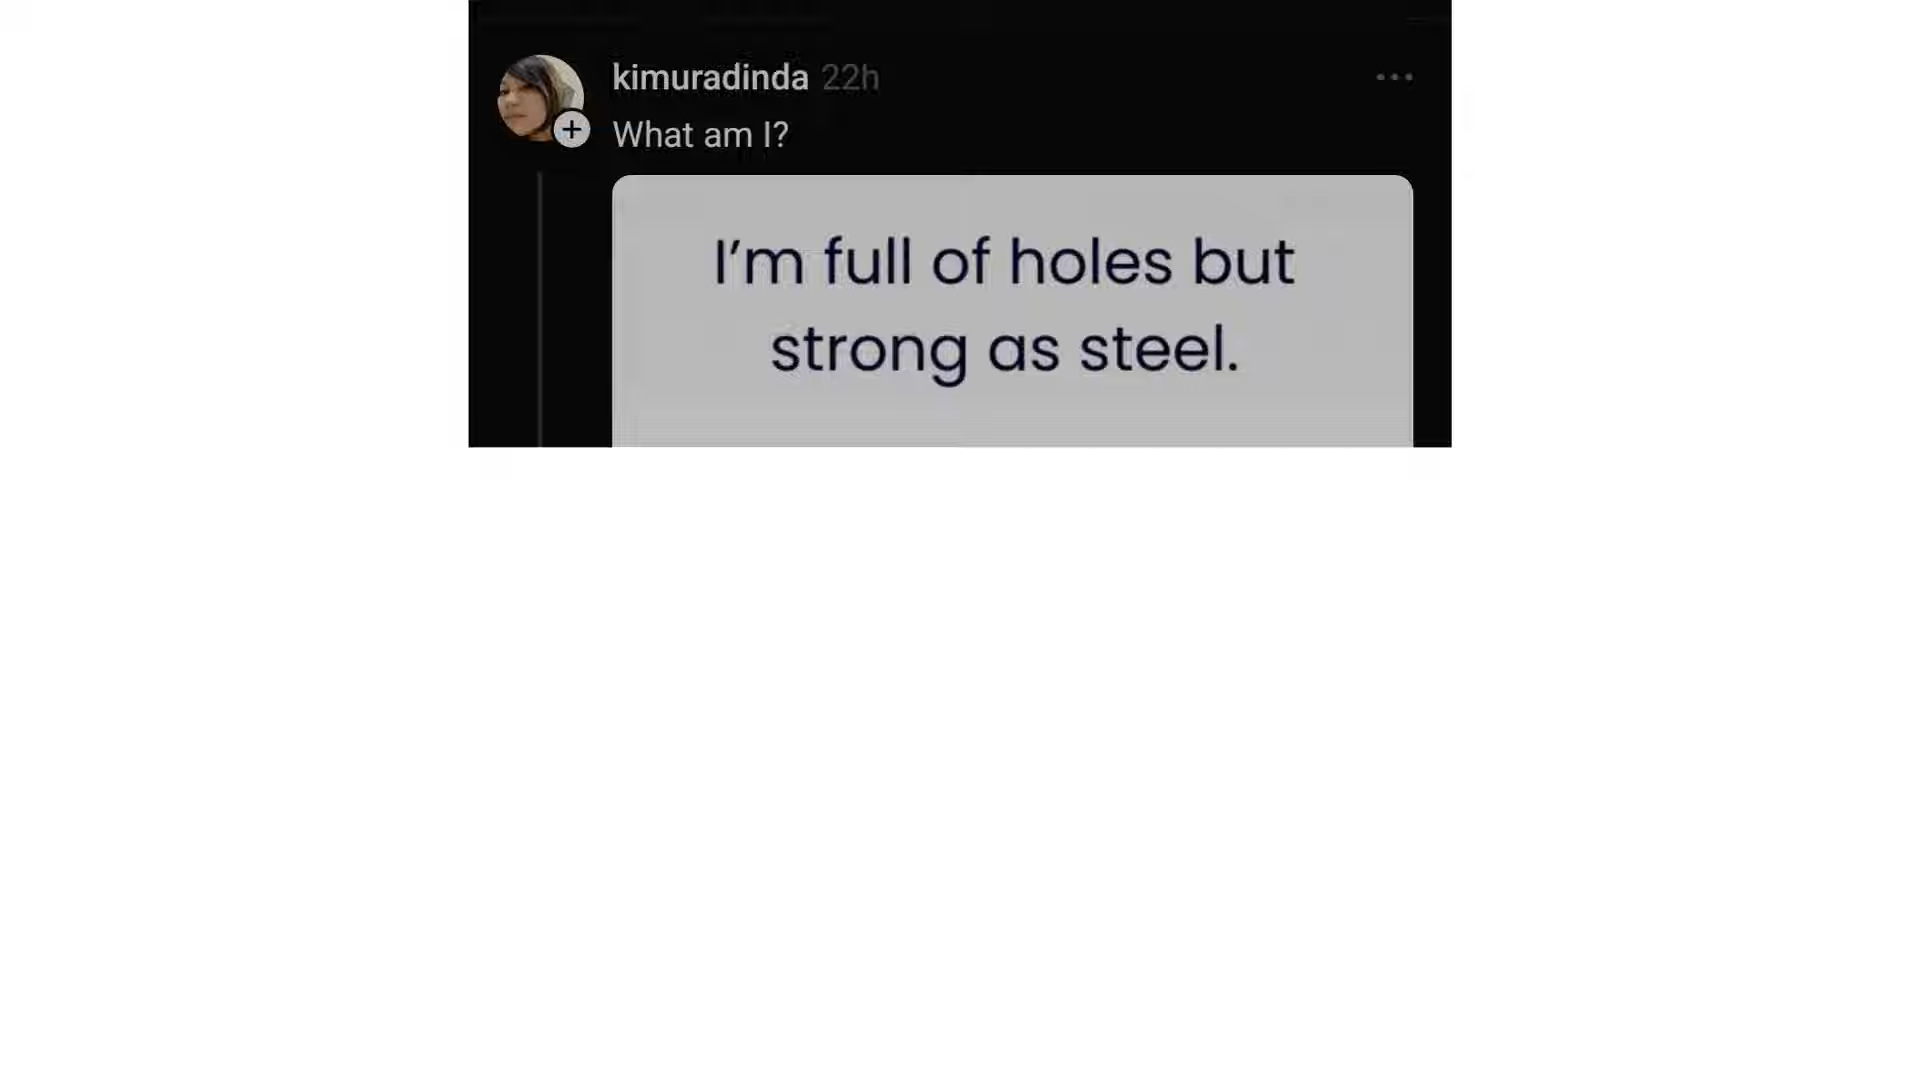 kimuradinda 22h
What am I?
I’m full of holes but
strong as steel.